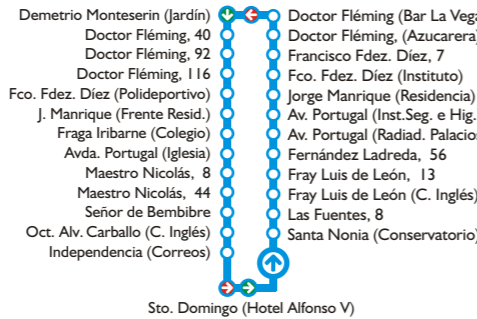 Demetrio Monteserin (Jardín)
Doctor Fléming, 40
Doctor Fléming, 92
Doctor Fléming, 116
Fco. Fdez. Díez (Polideportivo)
J. Manrique (Frente Resid.)
Fraga Iribarne (Colegio)
Avda. Portugal (Iglesia)
Maestro Nicolás, 8
Maestro Nicolás, 44
Señor de Bembibre
Oct. Alv. Carballo (C. Inglés)
Independencia (Correos)
Doctor Fléming (Bar La Vega
Doctor Fléming, (Azucarera)
Francisco Fdez. Díez, 7
Fco. Fdez. Díez (Instituto)
Jorge Manrique (Residencia)
Av. Portugal (Inst.Seg. e Hig.
Av. Portugal (Radiad. Palacios
Fernández Ladreda, 56
Fray Luis de León, 13
Fray Luis de León (C. Inglés)
Las Fuentes, 8
Santa Nonia (Conservatorio)
Sto. Domingo (Hotel Alfonso V)